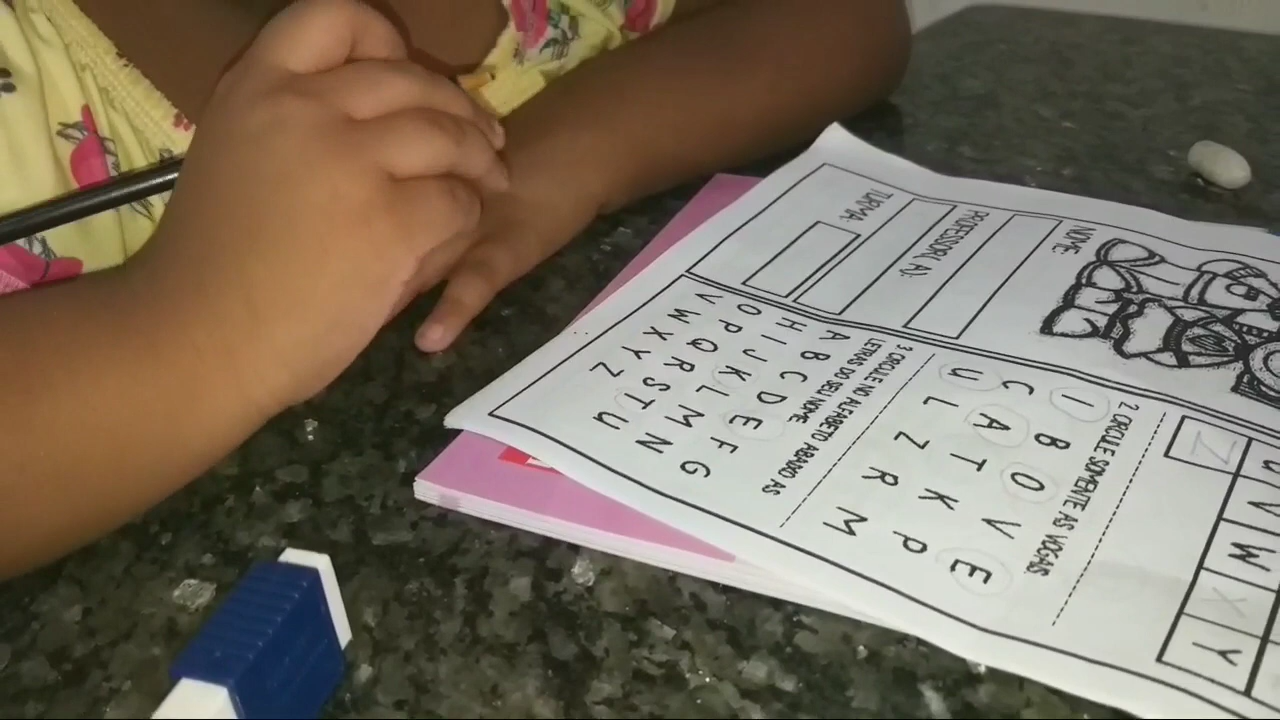 NOME:
PROFESSOR( A):
TURMA:
U V W X Y
Z
2. CIRCULE SOMENTE AS VOGAIS.
I B O V E
C A T K P
U L Z R M
3. CIRCULE NO ALFABETO ABAIXO AS
LETRAS DO SEU NOME.
A B C D E F G
H I J K L M N
O P Q R S T U
V W X Y Z